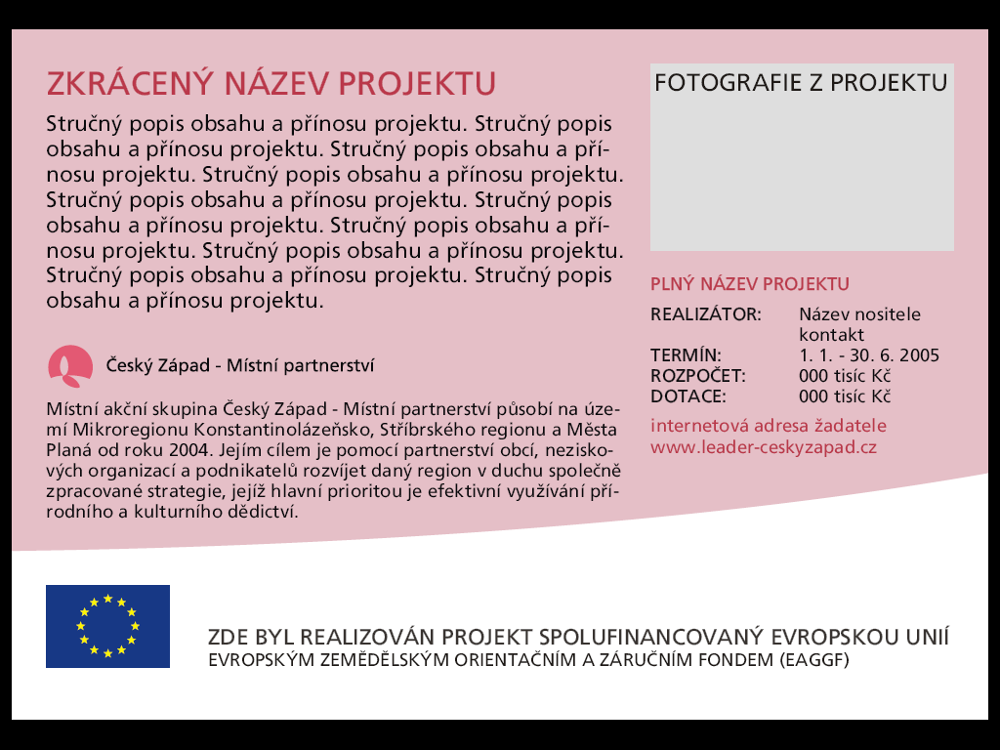 ZKRÁCENÝ NÁZEV PROJEKTU
Stručný popis obsahu a přínosu projektu. Stručný popis
obsahu a přínosu projektu. Stručný popis obsahu a pří-
nosu projektu. Stručný popis obsahu a přínosu projektu.
Stručný popis obsahu a přínosu projektu. Stručný popis
obsahu a přínosu projektu. Stručný popis obsahu a pří-
nosu projektu. Stručný popis obsahu a přínosu projektu.
Stručný popis obsahu a přínosu projektu. Stručný popis
obsahu a přínosu projektu.
Český Západ - Místní partnerství
Místní akční skupina Český Západ - Místní partnerství působí na úze-
mí Mikroregionu Konstantinolázeňsko, Stříbrského regionu a Města
Planá od roku 2004. Jejím cílem je pomocí partnerství obcí, nezisko-
vých organizací a podnikatelů rozvíjet daný region v duchu společně
zpracované strategie, jejíž hlavní prioritou je efektivní využívání pří-
rodního a kulturního dědictví.
FOTOGRAFIE Z PROJEKTU
PLNÝ NÁZEV PROJEKTU
REALIZÁTOR: Název nositele
kontakt
TERMÍN: 1. 1. - 30. 6. 2005
ROZPOČET: 000 tisíc Kč
DOTACE: 000 tisíc Kč
internetová adresa žadatele
www.leader-ceskyzapad.cz
ZDE BYL REALIZOVÁN PROJEKT SPOLUFINANCOVANÝ EVROPSKOU UNIÍ
EVROPSKÝM ZEMĚDĚLSKÝM ORIENTAČNÍM A ZÁRUČNÍM FONDEM (EAGGF)